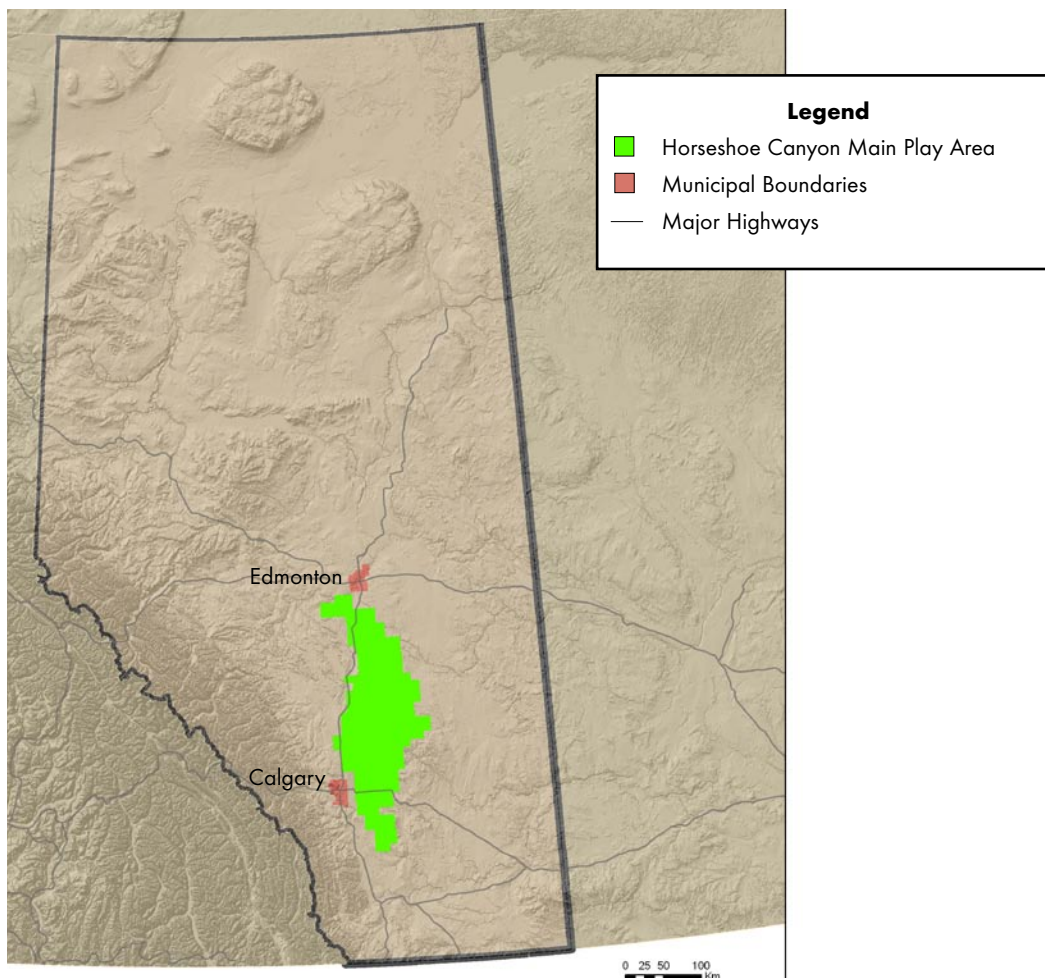 Legend
Horseshoe Canyon Main Play Area
Municipal Boundaries
Major Highways
Edmonton
Calgary
0 25 50 100
Km